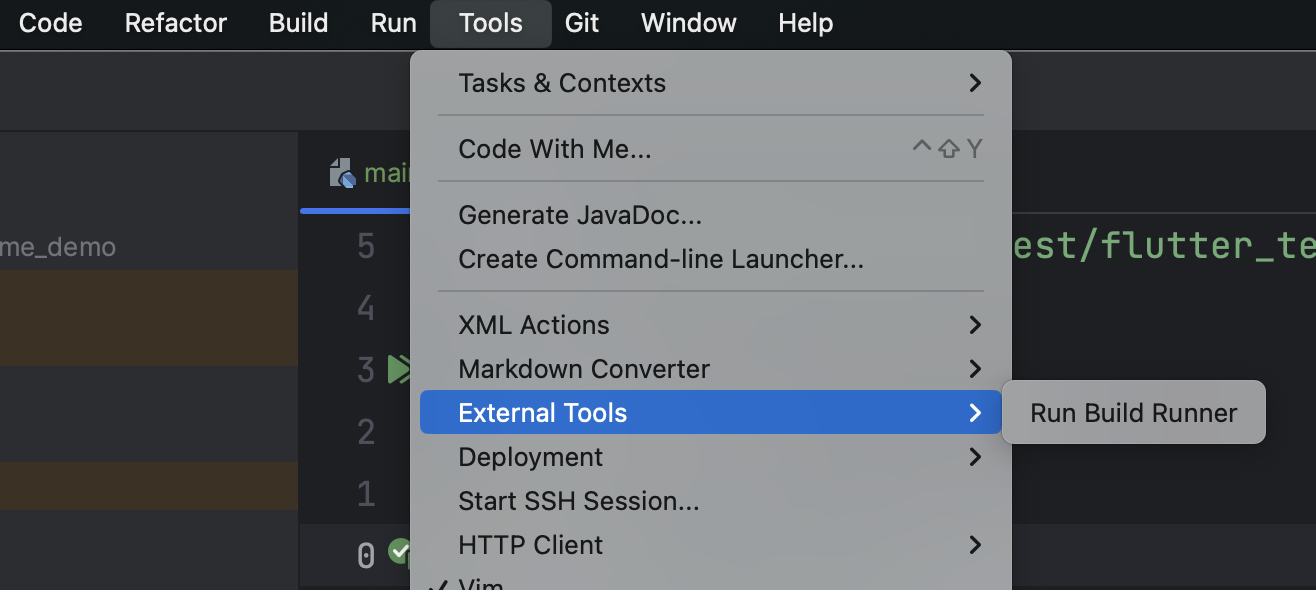 Code Refactor Build Run Tools Git Window Help
Tasks & Contexts
Code With Me... ^⇧Y
Generate JavaDoc...
Create Command-line Launcher...
XML Actions
Markdown Converter
External Tools
Run Build Runner
Deployment
Start SSH Session...
HTTP Client
Vim
me_demo
mai
5 est/flutter_te
4
3
2
1
0